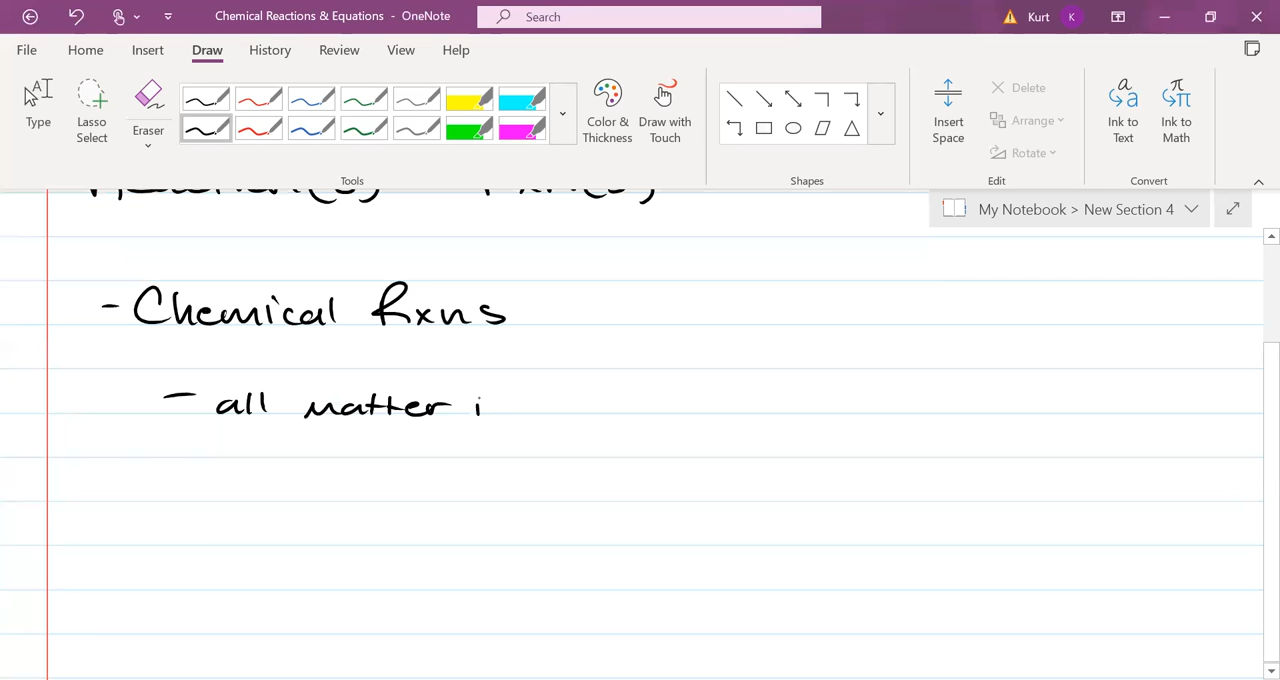 Chemical Reactions & Equations - OneNote
Search
Kurt
K
File Home Insert Draw History Review View Help
Type
Lasso Select
Eraser
Color & Thickness
Draw with Touch
Insert Space
Delete
Arrange
Rotate
Ink to Text
Ink to Math
Tools
Shapes
Edit
Convert
My Notebook > New Section 4
- Chemical Rxns
- all matter i